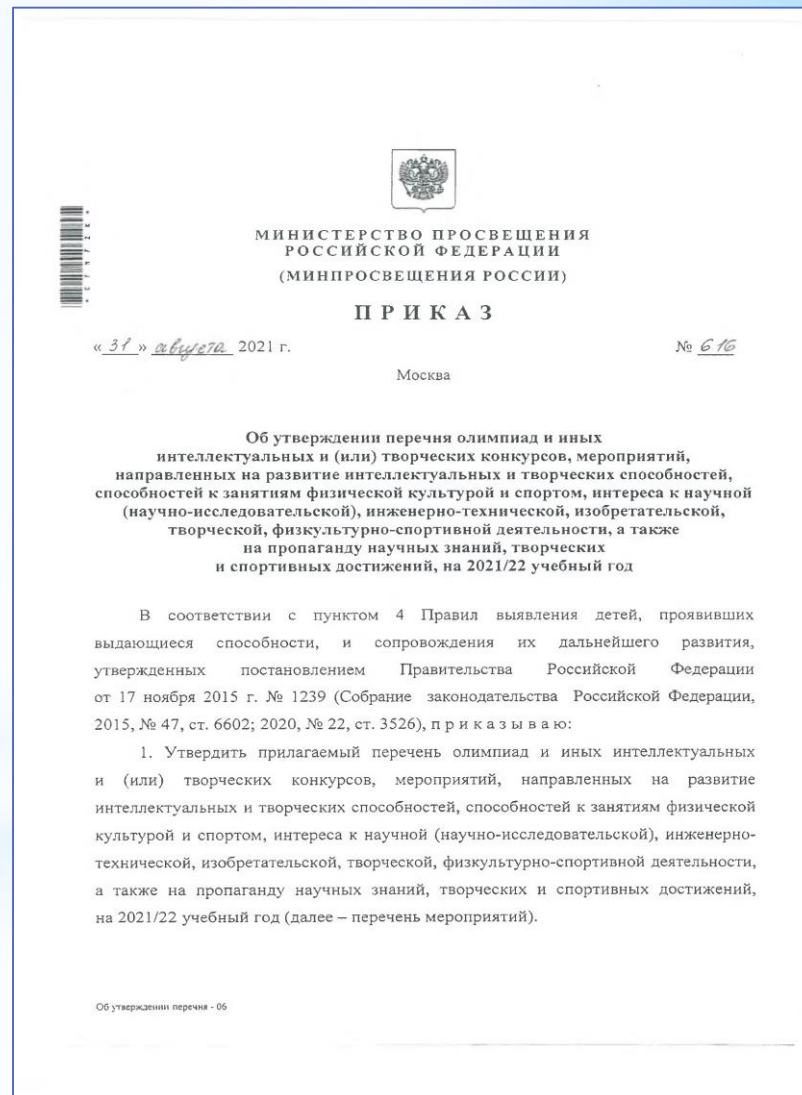 МИНИСТЕРСТВО ПРОСВЕЩЕНИЯ
РОССИЙСКОЙ ФЕДЕРАЦИИ
(МИНПРОСВЕЩЕНИЯ РОССИИ)
ПРИКАЗ
« 31 » августа 2021 г. № 616
Москва
Об утверждении перечня олимпиад и иных
интеллектуальных и (или) творческих конкурсов, мероприятий,
направленных на развитие интеллектуальных и творческих способностей,
способностей к занятиям физической культурой и спортом, интереса к научной
(научно-исследовательской), инженерно-технической, изобретательской,
творческой, физкультурно-спортивной деятельности, а также
на пропаганду научных знаний, творческих
и спортивных достижений, на 2021/22 учебный год
В соответствии с пунктом 4 Правил выявления детей, проявивших
выдающиеся способности, и сопровождения их дальнейшего развития,
утвержденных постановлением Правительства Российской Федерации
от 17 ноября 2015 г. № 1239 (Собрание законодательства Российской Федерации,
2015, № 47, ст. 6602; 2020, № 22, ст. 3526), п р и к а з ы в а ю:
1. Утвердить прилагаемый перечень олимпиад и иных интеллектуальных
и (или) творческих конкурсов, мероприятий, направленных на развитие
интеллектуальных и творческих способностей, способностей к занятиям физической
культурой и спортом, интереса к научной (научно-исследовательской), инженерно-
технической, изобретательской, творческой, физкультурно-спортивной деятельности,
а также на пропаганду научных знаний, творческих и спортивных достижений,
на 2021/22 учебный год (далее – перечень мероприятий).
Об утверждении перечня - 06